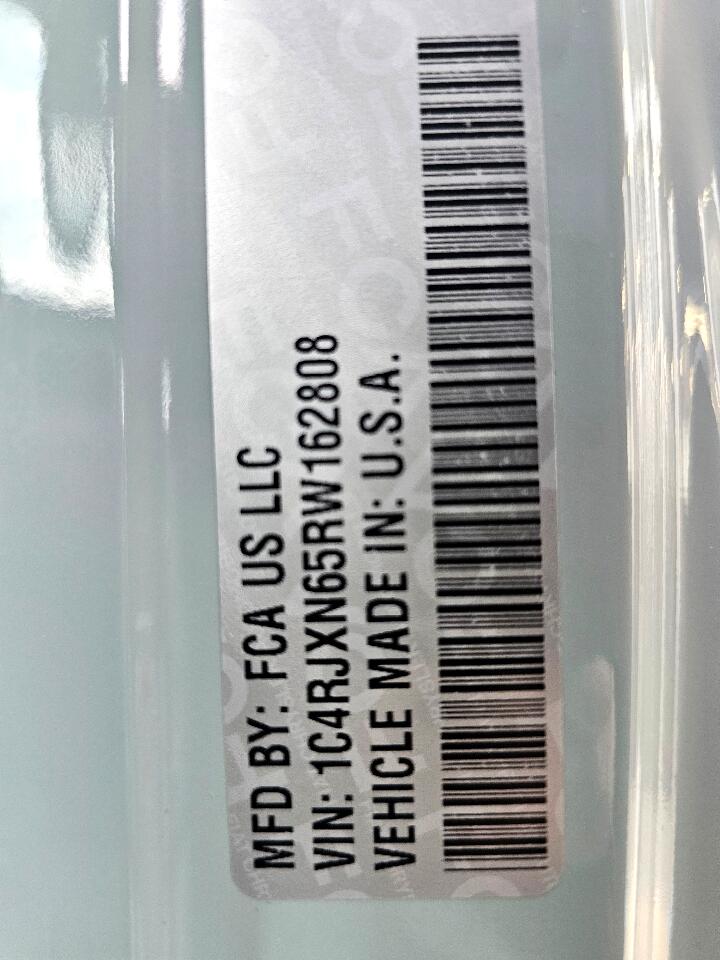 MFD BY: FCA US LLC
VIN: 1C4RJXN65RW162808
VEHICLE MADE IN: U.S.A.